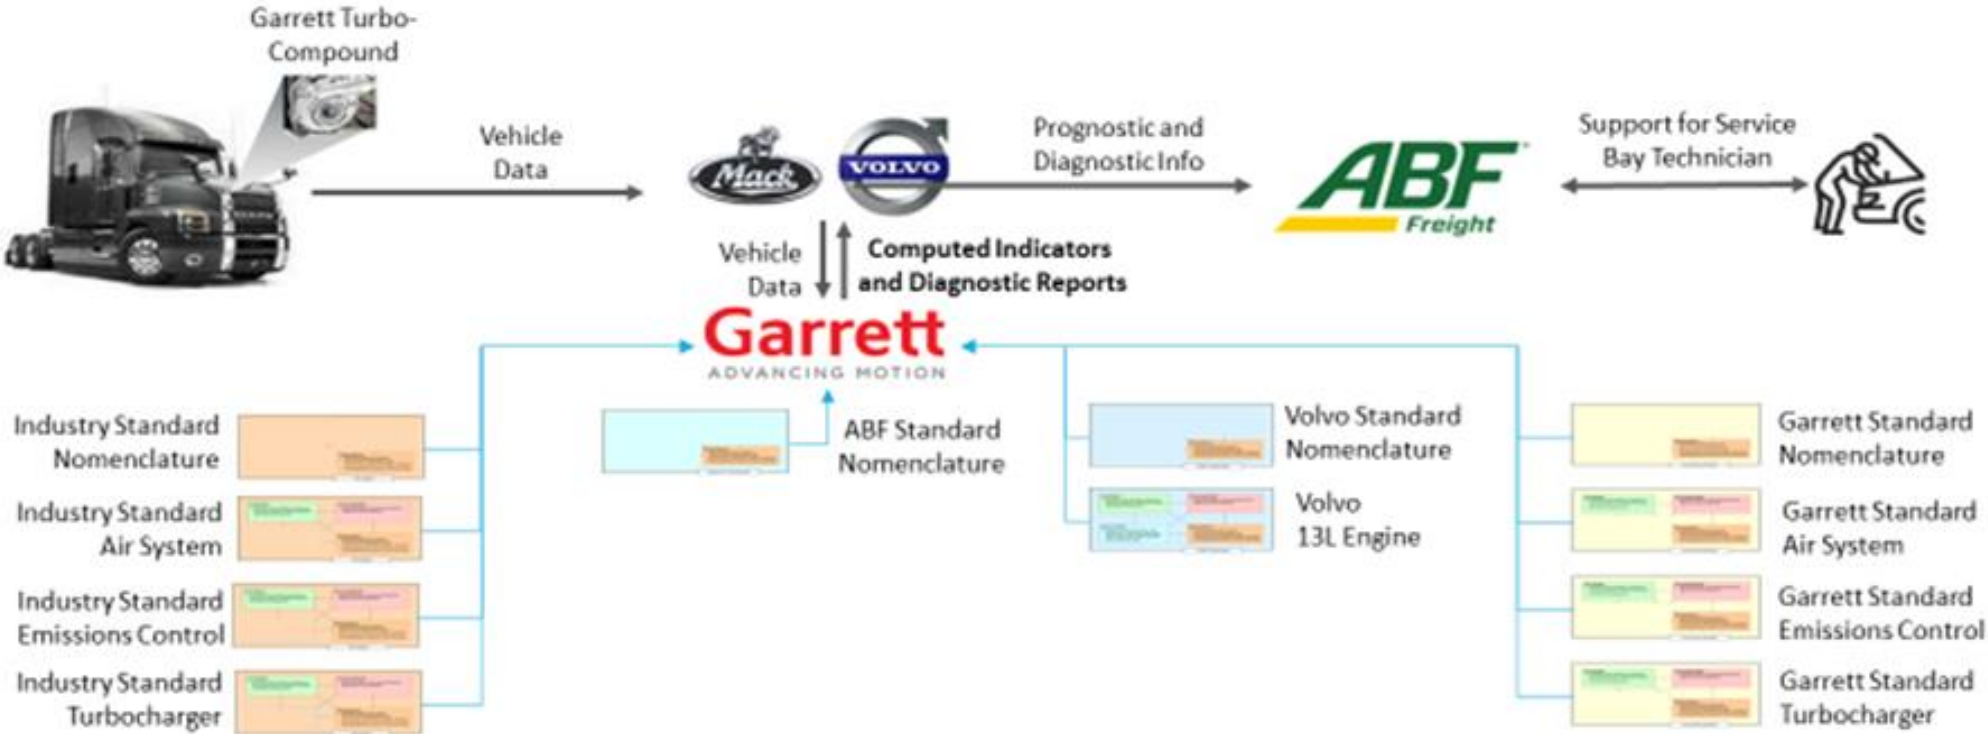 Garrett Turbo-
Compound
Vehicle
Data
Mack
VOLVO
Prognostic and
Diagnostic Info
ABF
Freight
Support for Service
Bay Technician
Vehicle
Data
Computed Indicators
and Diagnostic Reports
Garrett
ADVANCING MOTION
Industry Standard
Nomenclature
Industry Standard
Air System
Industry Standard
Emissions Control
Industry Standard
Turbocharger
ABF Standard
Nomenclature
Volvo Standard
Nomenclature
Volvo
13L Engine
Garrett Standard
Nomenclature
Garrett Standard
Air System
Garrett Standard
Emissions Control
Garrett Standard
Turbocharger